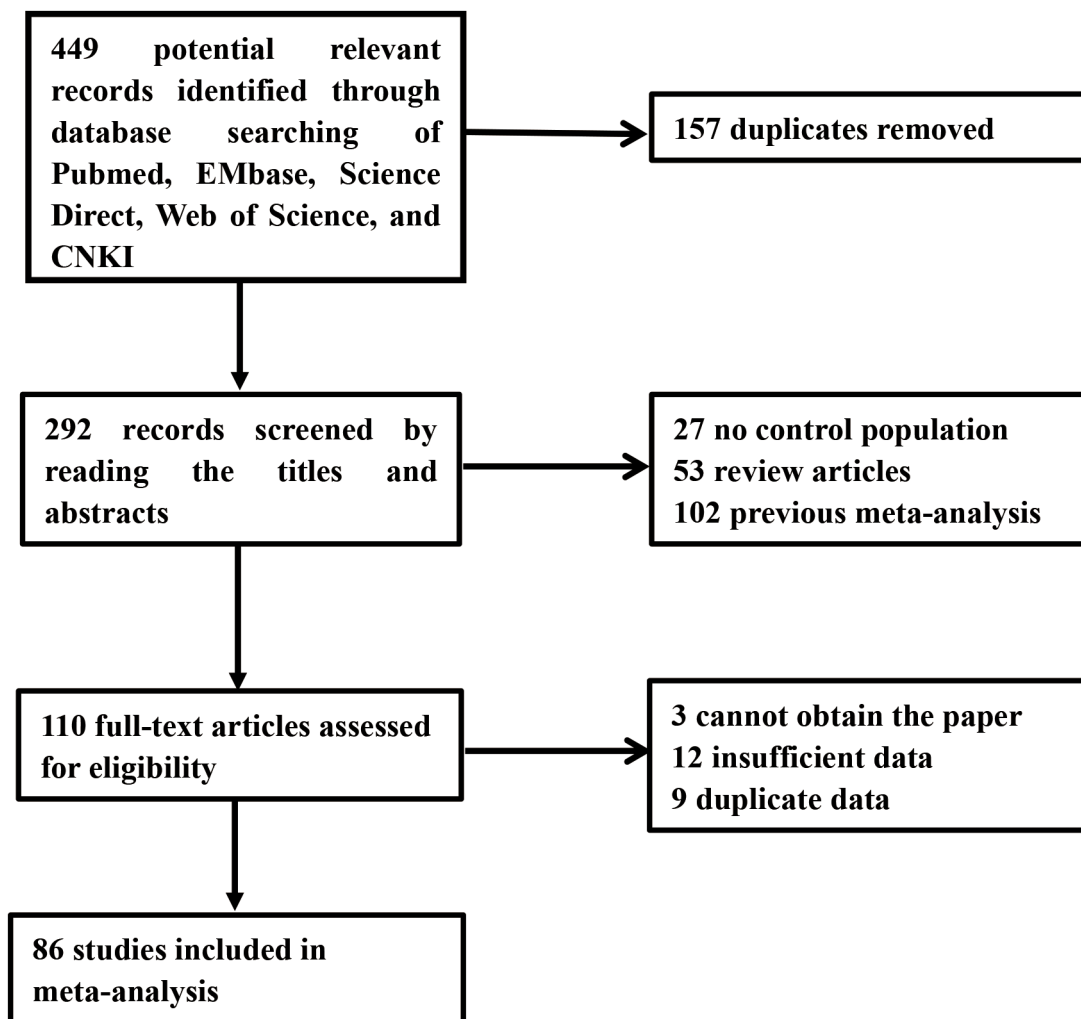 449 potential relevant
records identified through
database searching of
Pubmed, EMbase, Science
Direct, Web of Science, and
CNKI
157 duplicates removed
292 records screened by
reading the titles and
abstracts
27 no control population
53 review articles
102 previous meta-analysis
110 full-text articles assessed
for eligibility
3 cannot obtain the paper
12 insufficient data
9 duplicate data
86 studies included in
meta-analysis